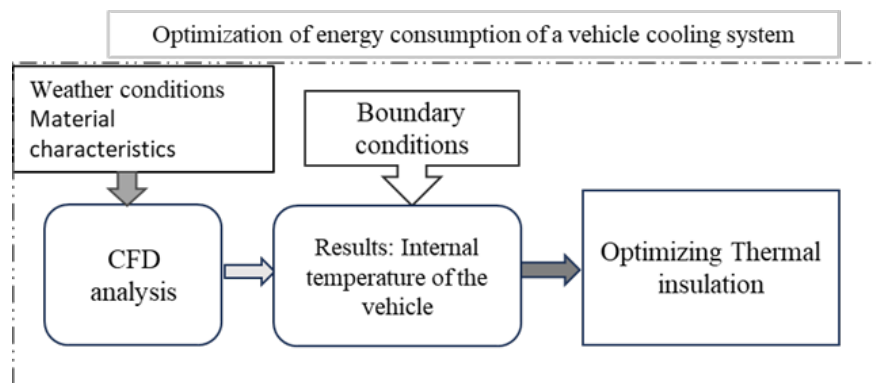 Optimization of energy consumption of a vehicle cooling system
Weather conditions
Material
characteristics
Boundary
conditions
CFD
analysis
Results: Internal
temperature of the
vehicle
Optimizing Thermal
insulation